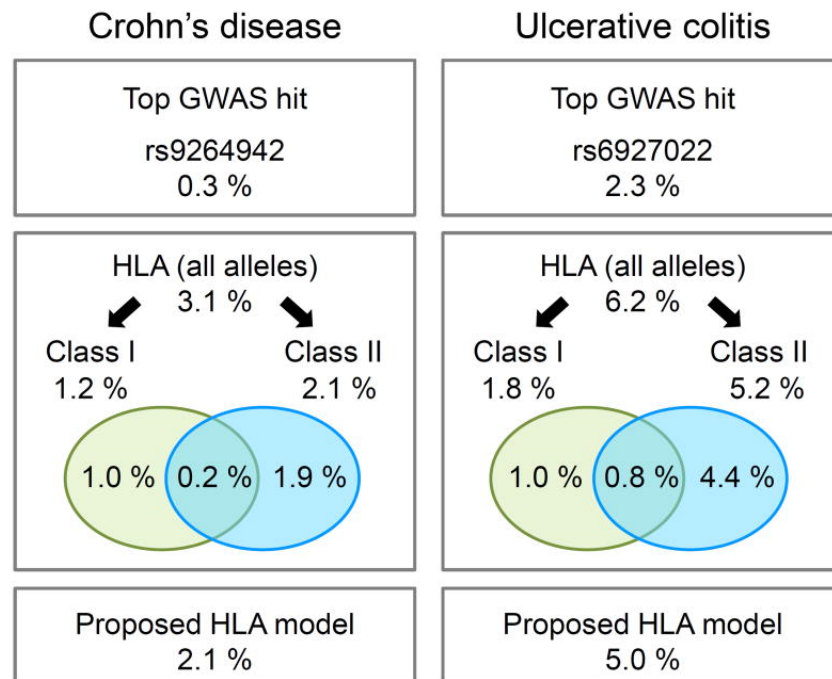 Crohn's disease
Top GWAS hit
rs9264942
0.3 %
HLA (all alleles)
3.1 %
Class I
Class II
1.2 %
2.1 %
1.0 %
0.2 %
1.9 %
Proposed HLA model
2.1 %
Ulcerative colitis
Top GWAS hit
rs6927022
2.3 %
HLA (all alleles)
6.2 %
Class I
Class II
1.8 %
5.2 %
1.0 %
0.8 %
4.4 %
Proposed HLA model
5.0 %